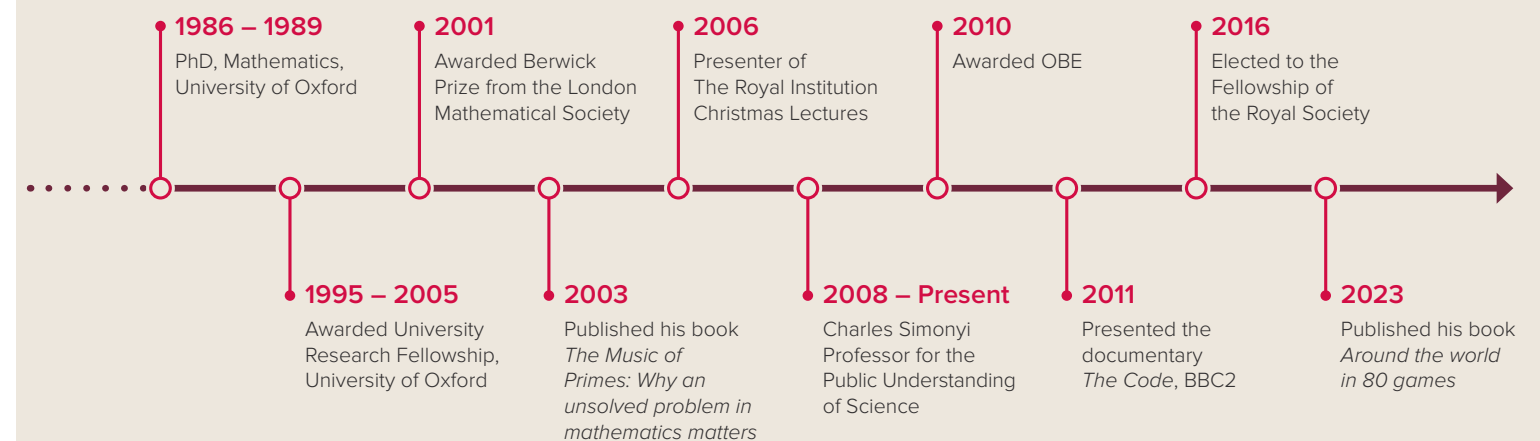 1986 – 1989
PhD, Mathematics,
University of Oxford
2001
Awarded Berwick
Prize from the London
Mathematical Society
2006
Presenter of
The Royal Institution
Christmas Lectures
2010
Awarded OBE
2016
Elected to the
Fellowship of
the Royal Society
1995 – 2005
Awarded University
Research Fellowship,
University of Oxford
2003
Published his book
The Music of
Primes: Why an
unsolved problem in
mathematics matters
2008 – Present
Charles Simonyi
Professor for the
Public Understanding
of Science
2011
Presented the
documentary
The Code, BBC2
2023
Published his book
Around the world
in 80 games